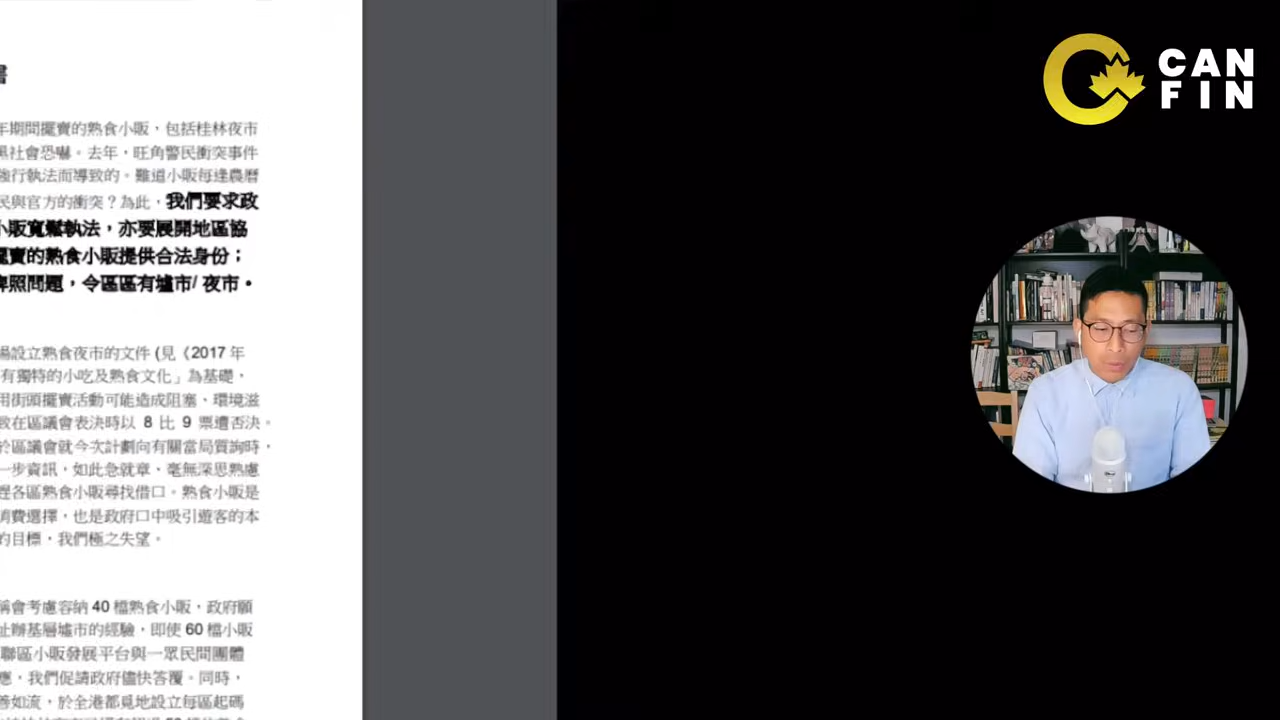 書
年期間擺賣的熟食小販，包括桂林夜市
黑社會恐嚇。去年，旺角警民衝突事件
強行執法而導致的。難道小販每逢農曆
民與官方的衝突？為此，我們要求政
小販寬鬆執法，亦要展開地區協
擺賣的熟食小販提供合法身份；
牌照問題，令區區有墟市/ 夜市。
場設立熟食夜市的文件 (見《2017 年
有獨特的小吃及熟食文化」為基礎，
用街頭擺賣活動可能造成阻塞、環境滋
致在區議會表決時以 8 比 9 票遭否決。
於區議會就今次計劃向有關當局質詢時，
一步資訊，如此急就章、毫無深思熟慮
趕各區熟食小販尋找借口。熟食小販是
消費選擇，也是政府口中吸引遊客的本
的目標，我們極之失望。
稱會考慮容納 40 檔熟食小販，政府願
址辦基層墟市的經驗，即使 60 檔小販
聯區小販發展平台與一眾民間團體
應，我們促請政府儘快答覆。同時，
善如流，於全港都覓地設立每區起碼
CAN
FIN